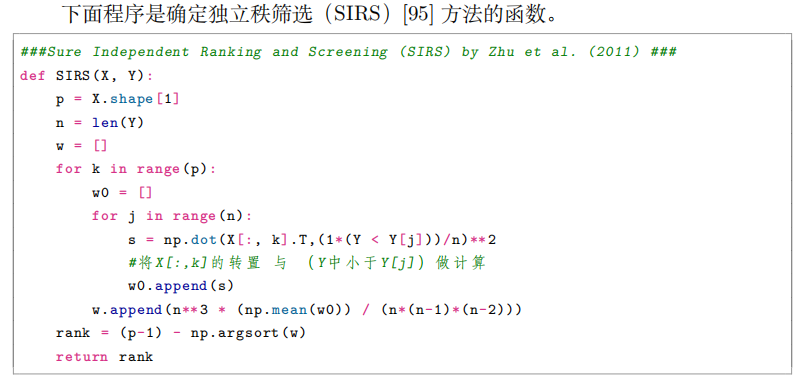 下面程序是确定独立秩筛选（SIRS）[95] 方法的函数。
###Sure Independent Ranking and Screening (SIRS) by Zhu et al. (2011) ###
def SIRS(X, Y):
    p = X.shape[1]
    n = len(Y)
    w = []
    for k in range(p):
        w0 = []
        for j in range(n):
            s = np.dot(X[:, k].T,(1*(Y < Y[j]))/n)**2
            #将X[:,k]的转置 与 （Y中小于Y[j]）做计算
            w0.append(s)
        w.append(n**3 * (np.mean(w0)) / (n*(n-1)*(n-2)))
    rank = (p-1) - np.argsort(w)
    return rank